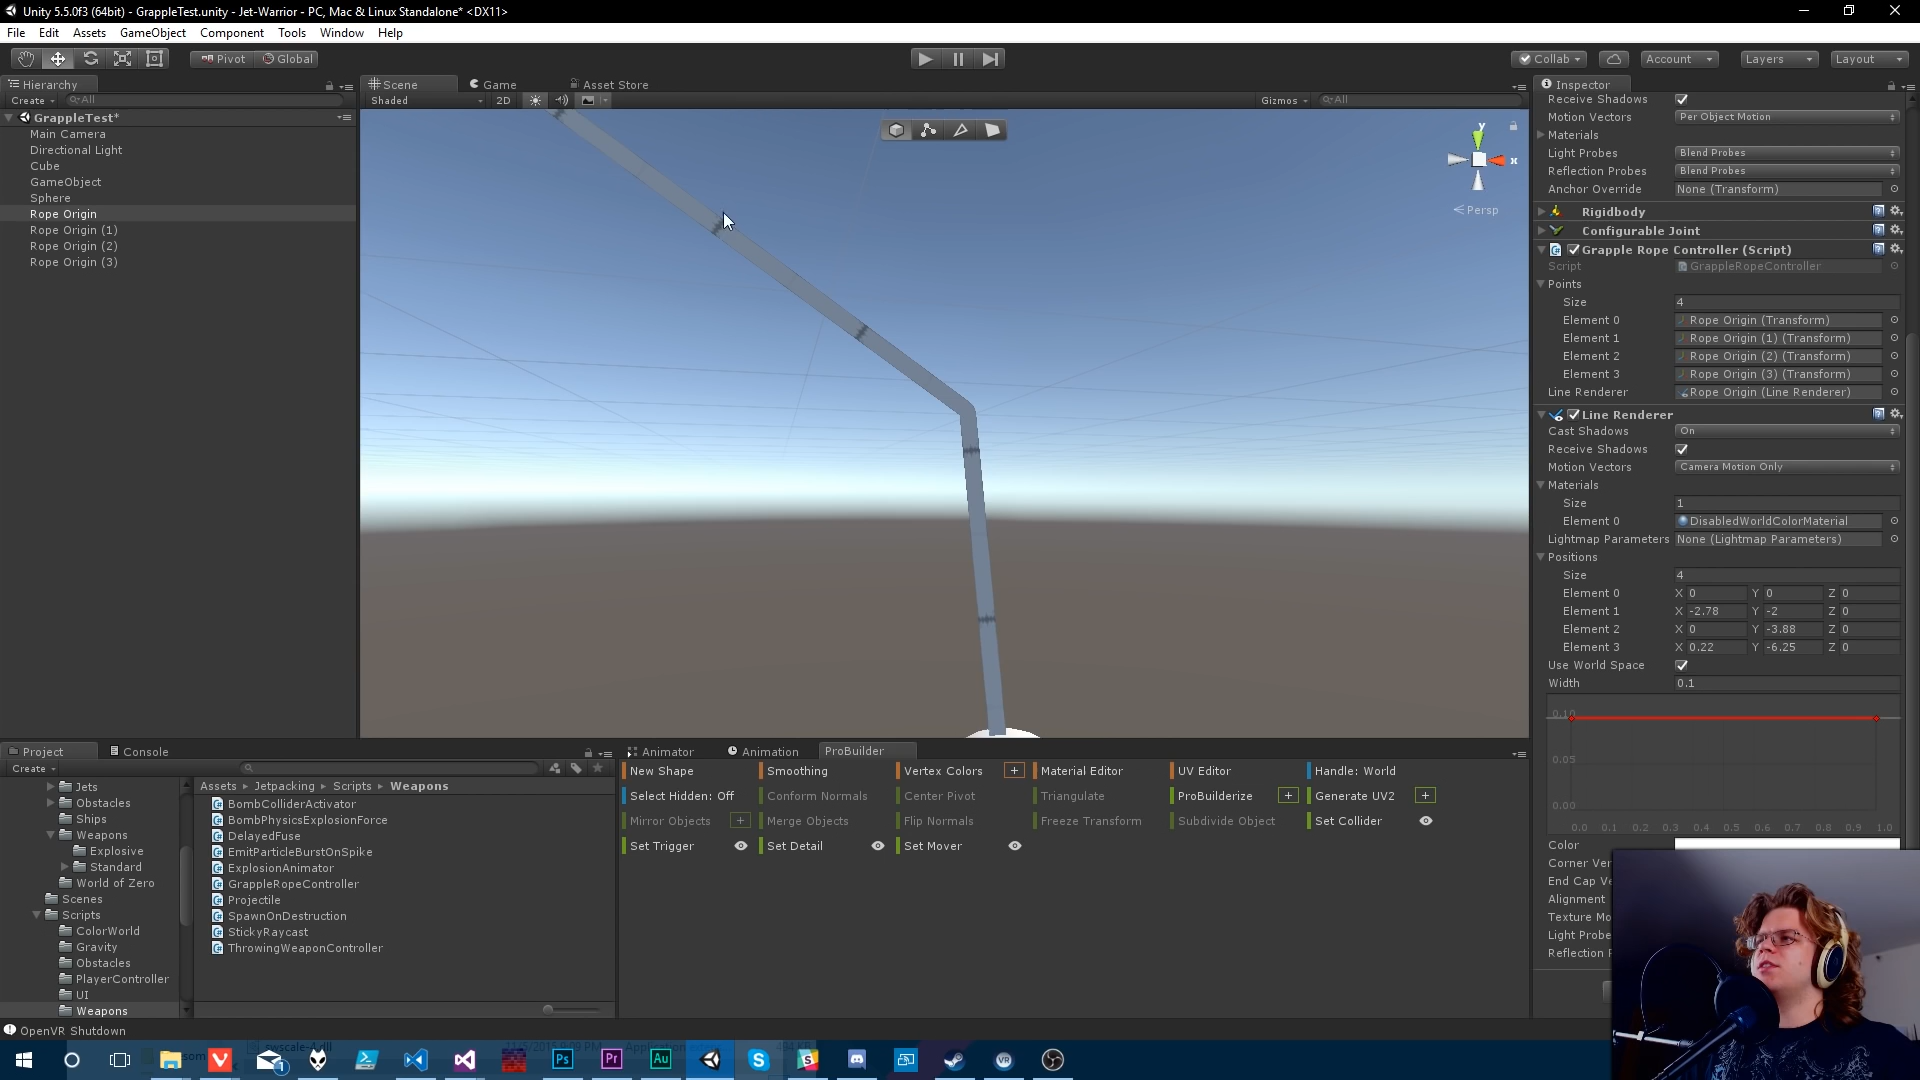 Unity 5.5.0f3 (64bit) - GrappleTest.unity - Jet-Warrior - PC, Mac & Linux Standalone* <DX11>
File Edit Assets GameObject Component Tools Window Help
Pivot Global Collab Account Layers Layout
Hierarchy
Create All
GrappleTest*
Main Camera
Directional Light
Cube
GameObject
Sphere
Rope Origin
Rope Origin (1)
Rope Origin (2)
Rope Origin (3)
Scene Game Asset Store
Shaded 2D Gizmos All
y
x
Persp
Inspector
Receive Shadows
Motion Vectors Per Object Motion
Materials
Light Probes Blend Probes
Reflection Probes Blend Probes
Anchor Override None (Transform)
Rigidbody
Configurable Joint
Grapple Rope Controller (Script)
Script GrappleRopeController
Points
Size 4
Element 0 Rope Origin (Transform)
Element 1 Rope Origin (1) (Transform)
Element 2 Rope Origin (2) (Transform)
Element 3 Rope Origin (3) (Transform)
Line Renderer Rope Origin (Line Renderer)
Line Renderer
Cast Shadows On
Receive Shadows
Motion Vectors Camera Motion Only
Materials
Size 1
Element 0 DisabledWorldColorMaterial
Lightmap Parameters None (Lightmap Parameters)
Positions
Size 4
Element 0 X 0 Y 0 Z 0
Element 1 X -2.78 Y -2 Z 0
Element 2 X 0 Y -3.88 Z 0
Element 3 X 0.22 Y -6.25 Z 0
Use World Space
Width 0.1
0.10
0.05
0.00
0.0 0.1 0.2 0.3 0.4 0.5 0.6 0.7 0.8 0.9 1.0
Color
Corner Ve
End Cap Ve
Alignment
Texture Mo
Light Probe
Reflection P
Project Console
Create
Jets
Obstacles
Ships
Weapons
Explosive
Standard
World of Zero
Scenes
Scripts
ColorWorld
Gravity
Obstacles
PlayerController
UI
Weapons
Assets Jetpacking Scripts Weapons
BombColliderActivator
BombPhysicsExplosionForce
DelayedFuse
EmitParticleBurstOnSpike
ExplosionAnimator
GrappleRopeController
Projectile
SpawnOnDestruction
StickyRaycast
ThrowingWeaponController
Animator Animation ProBuilder
New Shape Smoothing Vertex Colors + Material Editor UV Editor Handle: World
Select Hidden: Off Conform Normals Center Pivot Triangulate ProBuilderize + Generate UV2 +
Mirror Objects + Merge Objects Flip Normals Freeze Transform Subdivide Object Set Collider
Set Trigger Set Detail Set Mover
OpenVR Shutdown
Ps Pr Au